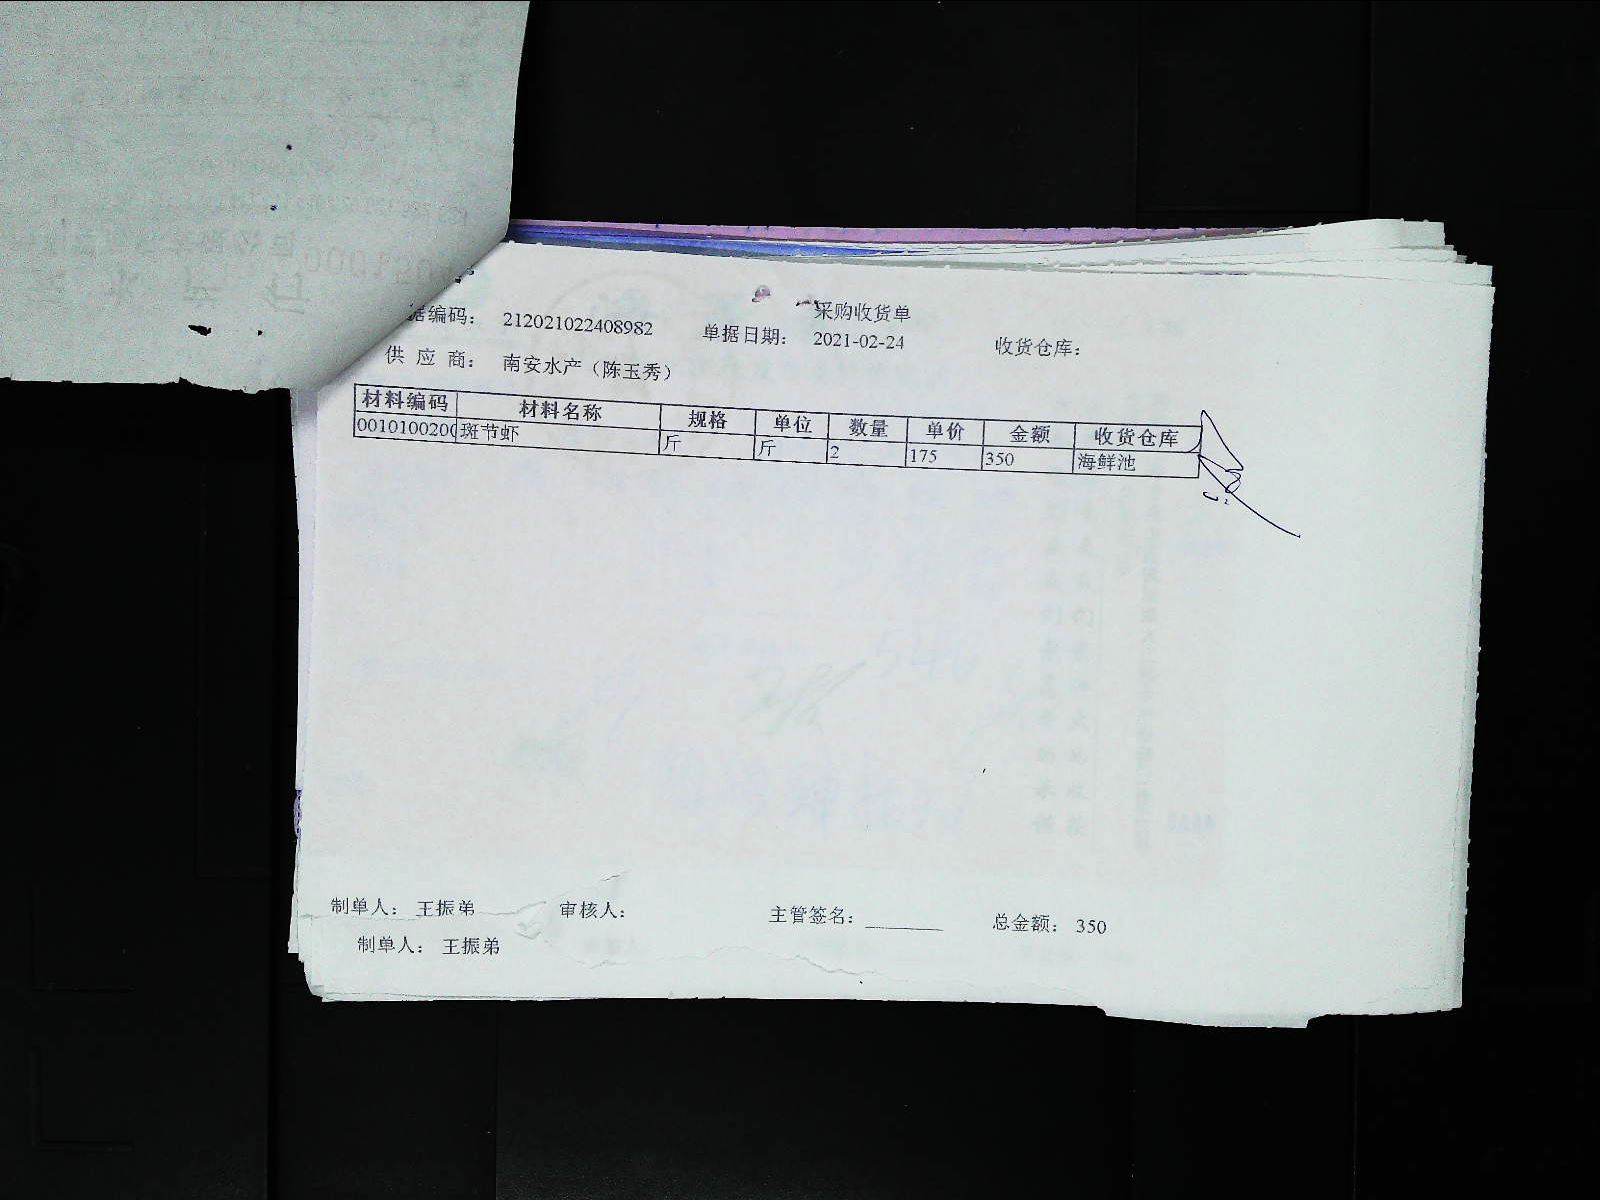 采购收货单
据编码： 212021022408982 单据日期： 2021-02-24 收货仓库：
供 应 商： 南安水产（陈玉秀）
材料编码 材料名称 规格 单位 数量 单价 金额 收货仓库
0010100200 斑节虾 斤 斤 2 175 350 海鲜池
制单人： 王振弟 审核人： 主管签名： 总金额： 350
制单人： 王振弟